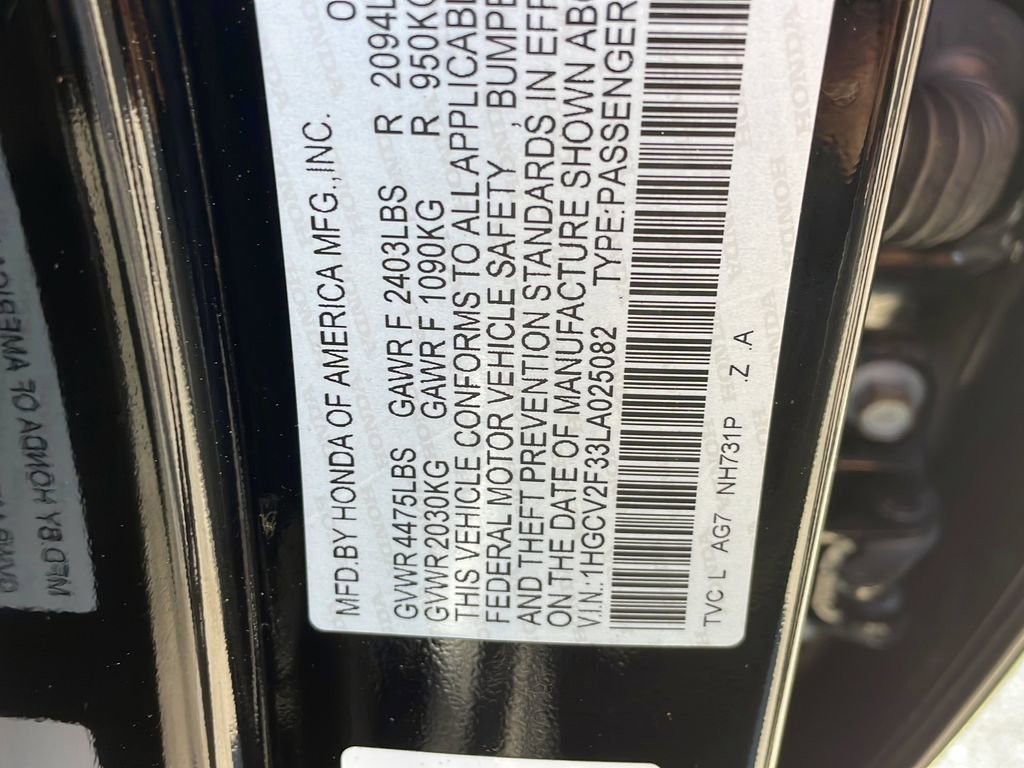 MFD.BY HONDA OF AMERICA MFG.,INC.
GVWR4475LBS GAWR F 2403LBS R 2094L
GWWR2030KG GAWR F 1090KG R 950KG
THIS VEHICLE CONFORMS TO ALL APPLICABL
FEDERAL MOTOR VEHICLE SAFETY, BUMPE
AND THEFT PREVENTION STANDARDS IN EFF
ON THE DATE OF MANUFACTURE SHOWN ABO
V.I.N.:1HGCV2F33LA025082 TYPE:PASSENGER
TVC L AG7 NH731P .Z .A